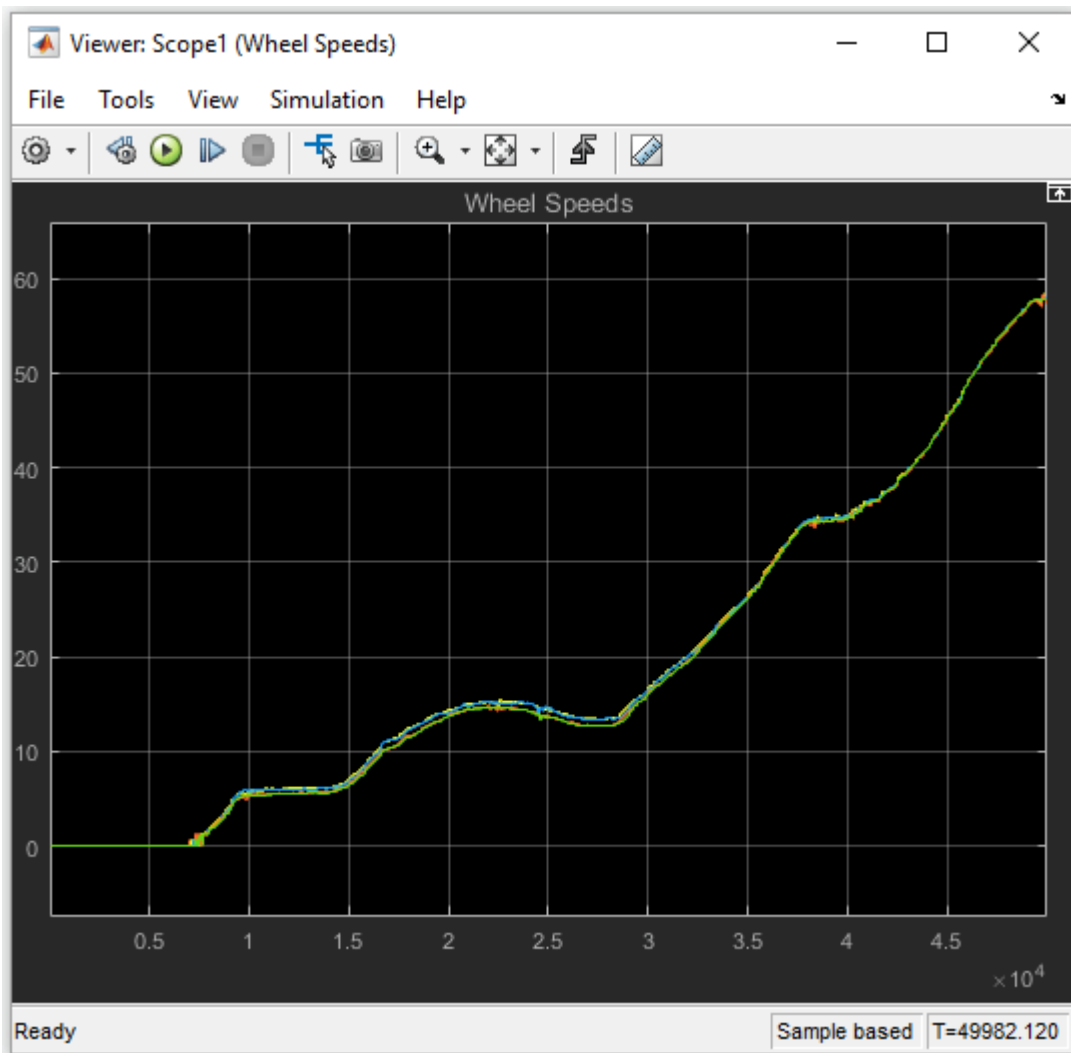 Viewer: Scope1 (Wheel Speeds)
File Tools View Simulation Help
Wheel Speeds
60
50
40
30
20
10
0
0.5 1 1.5 2 2.5 3 3.5 4 4.5
×10⁴
Ready Sample based T=49982.120